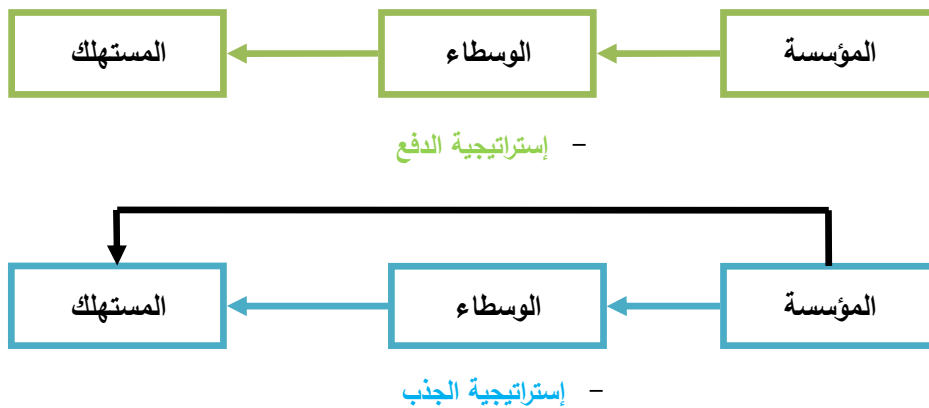 المؤسسة
الوسطاء
المستهلك
- إستراتيجية الدفع
المؤسسة
الوسطاء
المستهلك
- إستراتيجية الجذب